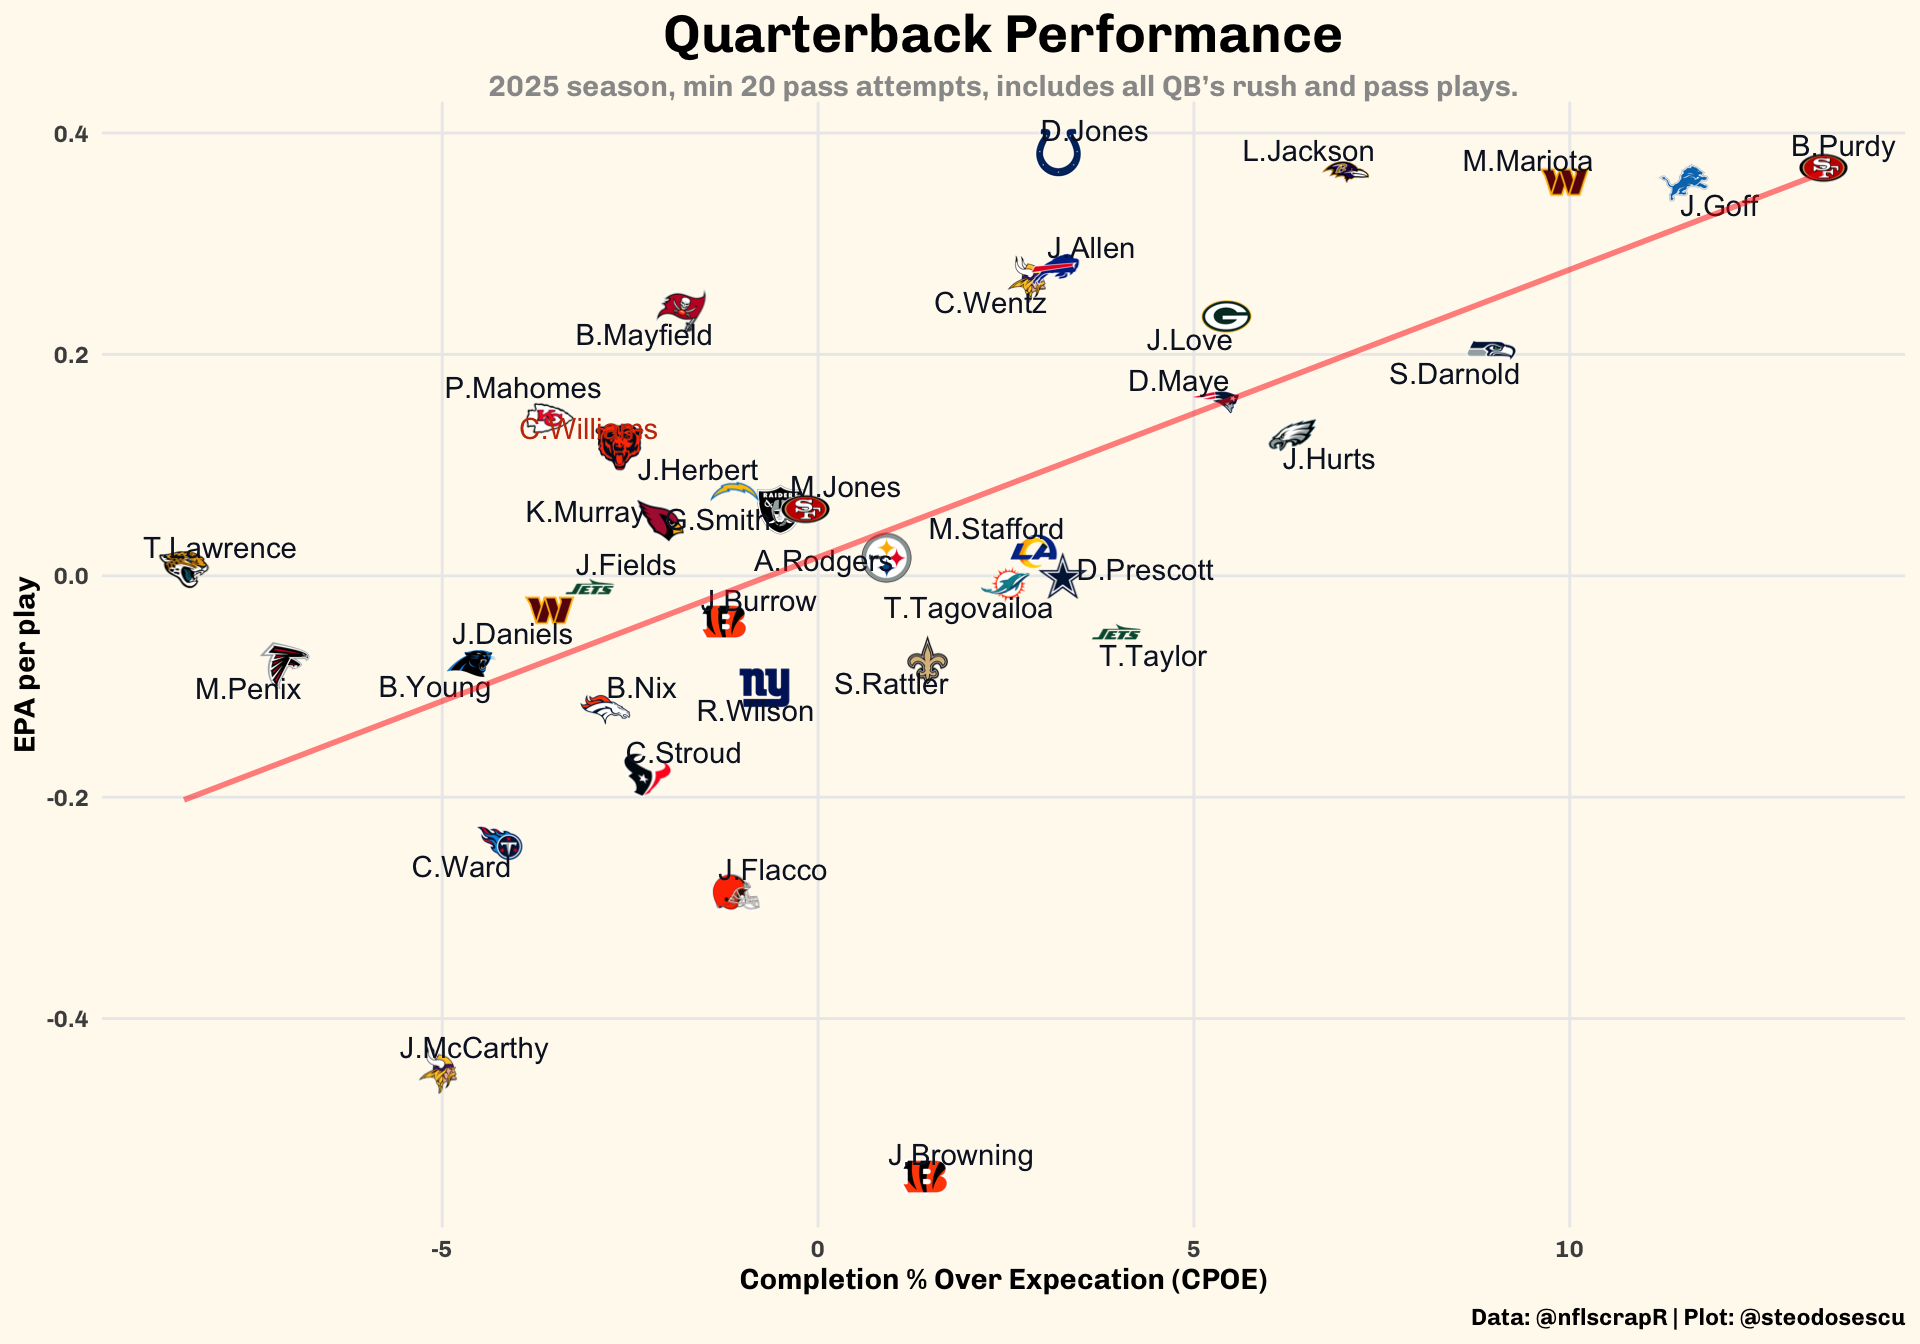 Quarterback Performance
2025 season, min 20 pass attempts, includes all QB's rush and pass plays.
0.4
0.2
0.0
-0.2
-0.4
EPA per play
D.Jones
L.Jackson
M.Mariota
B.Purdy
J.Goff
J.Allen
C.Wentz
B.Mayfield
J.Love
S.Darnold
D.Maye
P.Mahomes
C.Williams
J.Hurts
J.Herbert
M.Jones
K.Murray
G.Smith
RAIDERS
M.Stafford
T.Lawrence
A.Rodgers
J.Fields
JETS
D.Prescott
J.Burrow
T.Tagovailoa
J.Daniels
JETS
T.Taylor
M.Penix
B.Young
B.Nix
ny
R.Wilson
S.Rattler
C.Stroud
C.Ward
J.Flacco
J.McCarthy
J.Browning
-5
0
5
10
Completion % Over Expecation (CPOE)
Data: @nflscrapR | Plot: @steodosescu